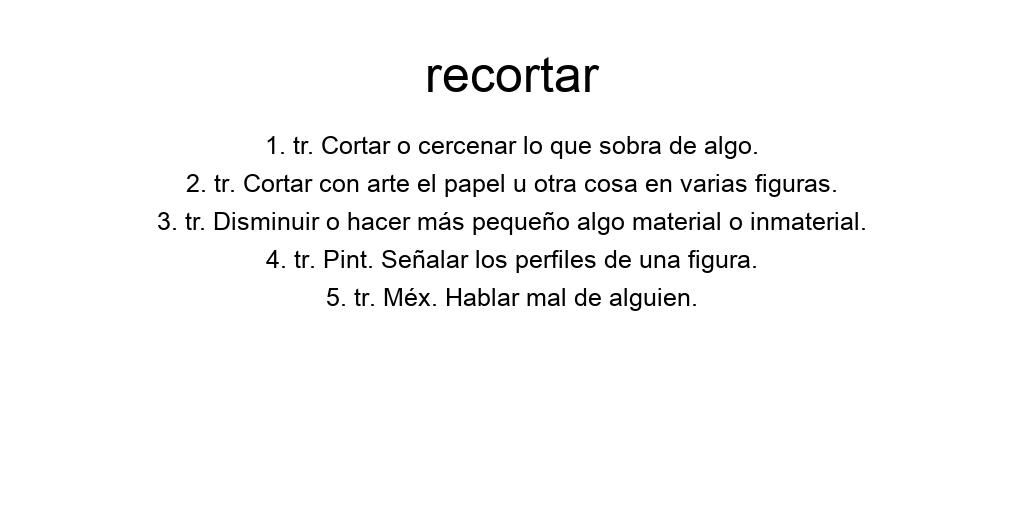 recortar
1. tr. Cortar o cercenar lo que sobra de algo.
2. tr. Cortar con arte el papel u otra cosa en varias figuras.
3. tr. Disminuir o hacer más pequeño algo material o inmaterial.
4. tr. Pint. Señalar los perfiles de una figura.
5. tr. Méx. Hablar mal de alguien.